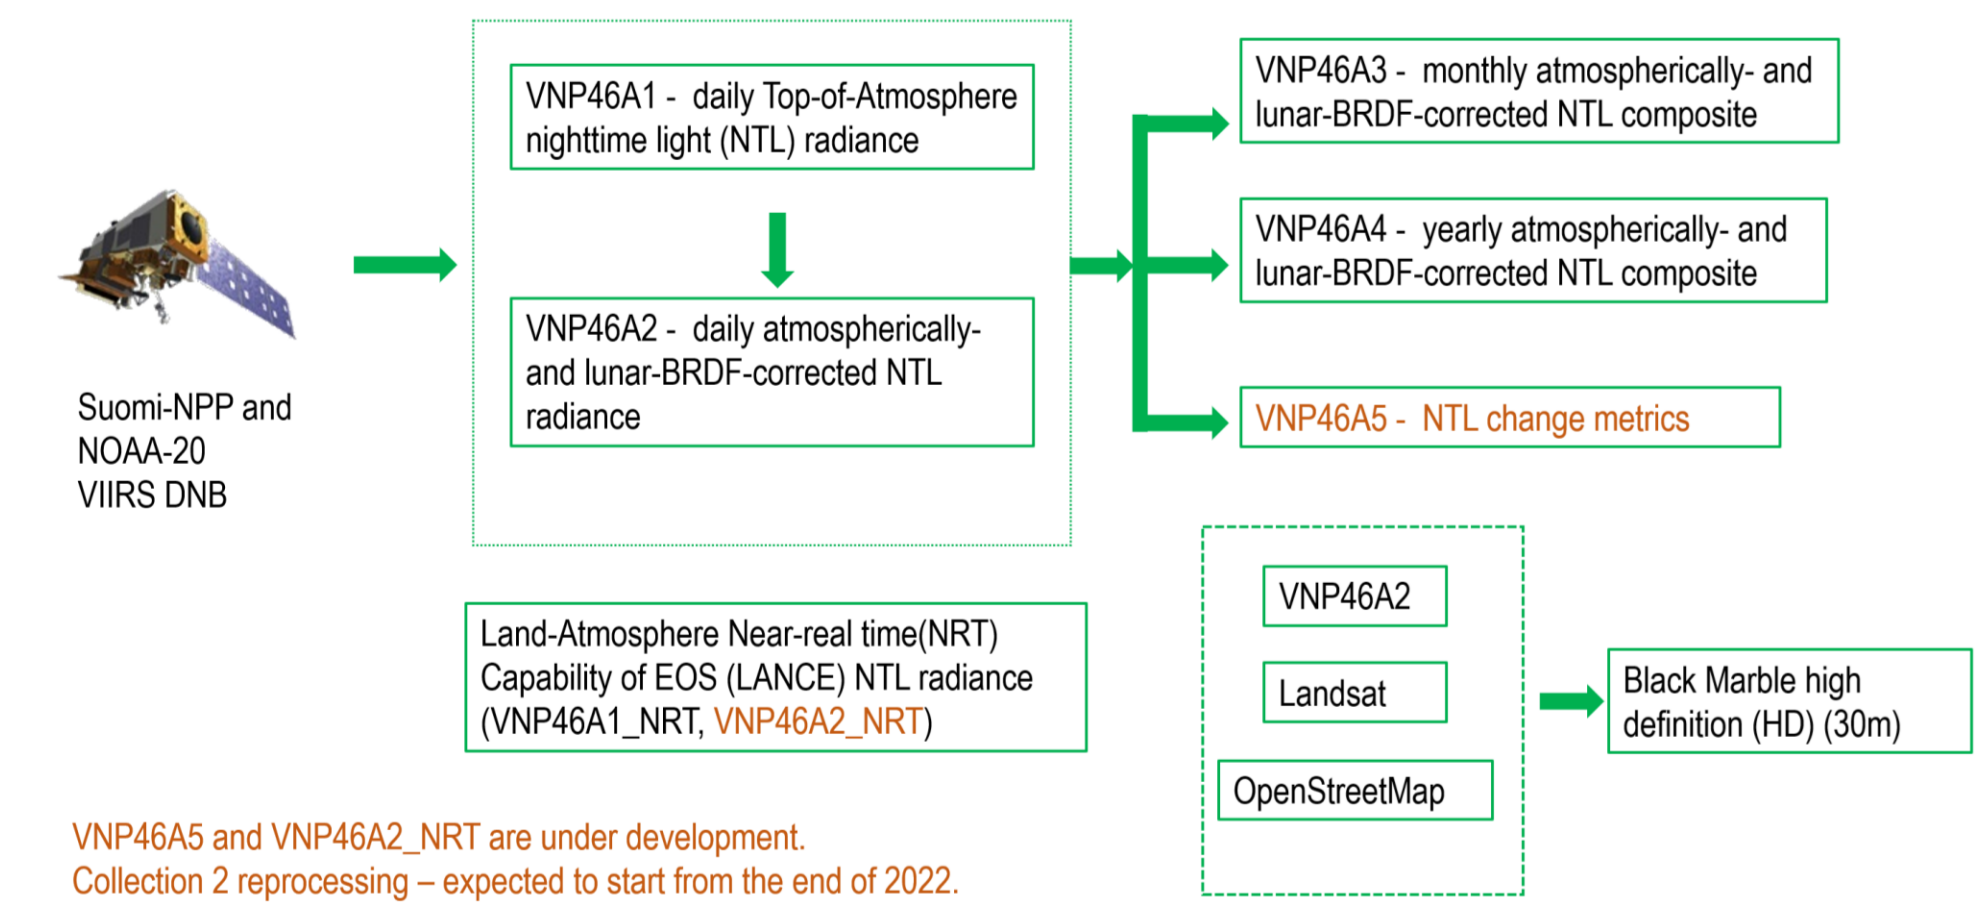 VNP46A1 - daily Top-of-Atmosphere
nighttime light (NTL) radiance
VNP46A2 - daily atmospherically-
and lunar-BRDF-corrected NTL
radiance
Suomi-NPP and
NOAA-20
VIIRS DNB
VNP46A3 - monthly atmospherically- and
lunar-BRDF-corrected NTL composite
VNP46A4 - yearly atmospherically- and
lunar-BRDF-corrected NTL composite
VNP46A5 - NTL change metrics
Land-Atmosphere Near-real time(NRT)
Capability of EOS (LANCE) NTL radiance
(VNP46A1_NRT, VNP46A2_NRT)
VNP46A2
Landsat
OpenStreetMap
Black Marble high
definition (HD) (30m)
VNP46A5 and VNP46A2_NRT are under development.
Collection 2 reprocessing – expected to start from the end of 2022.